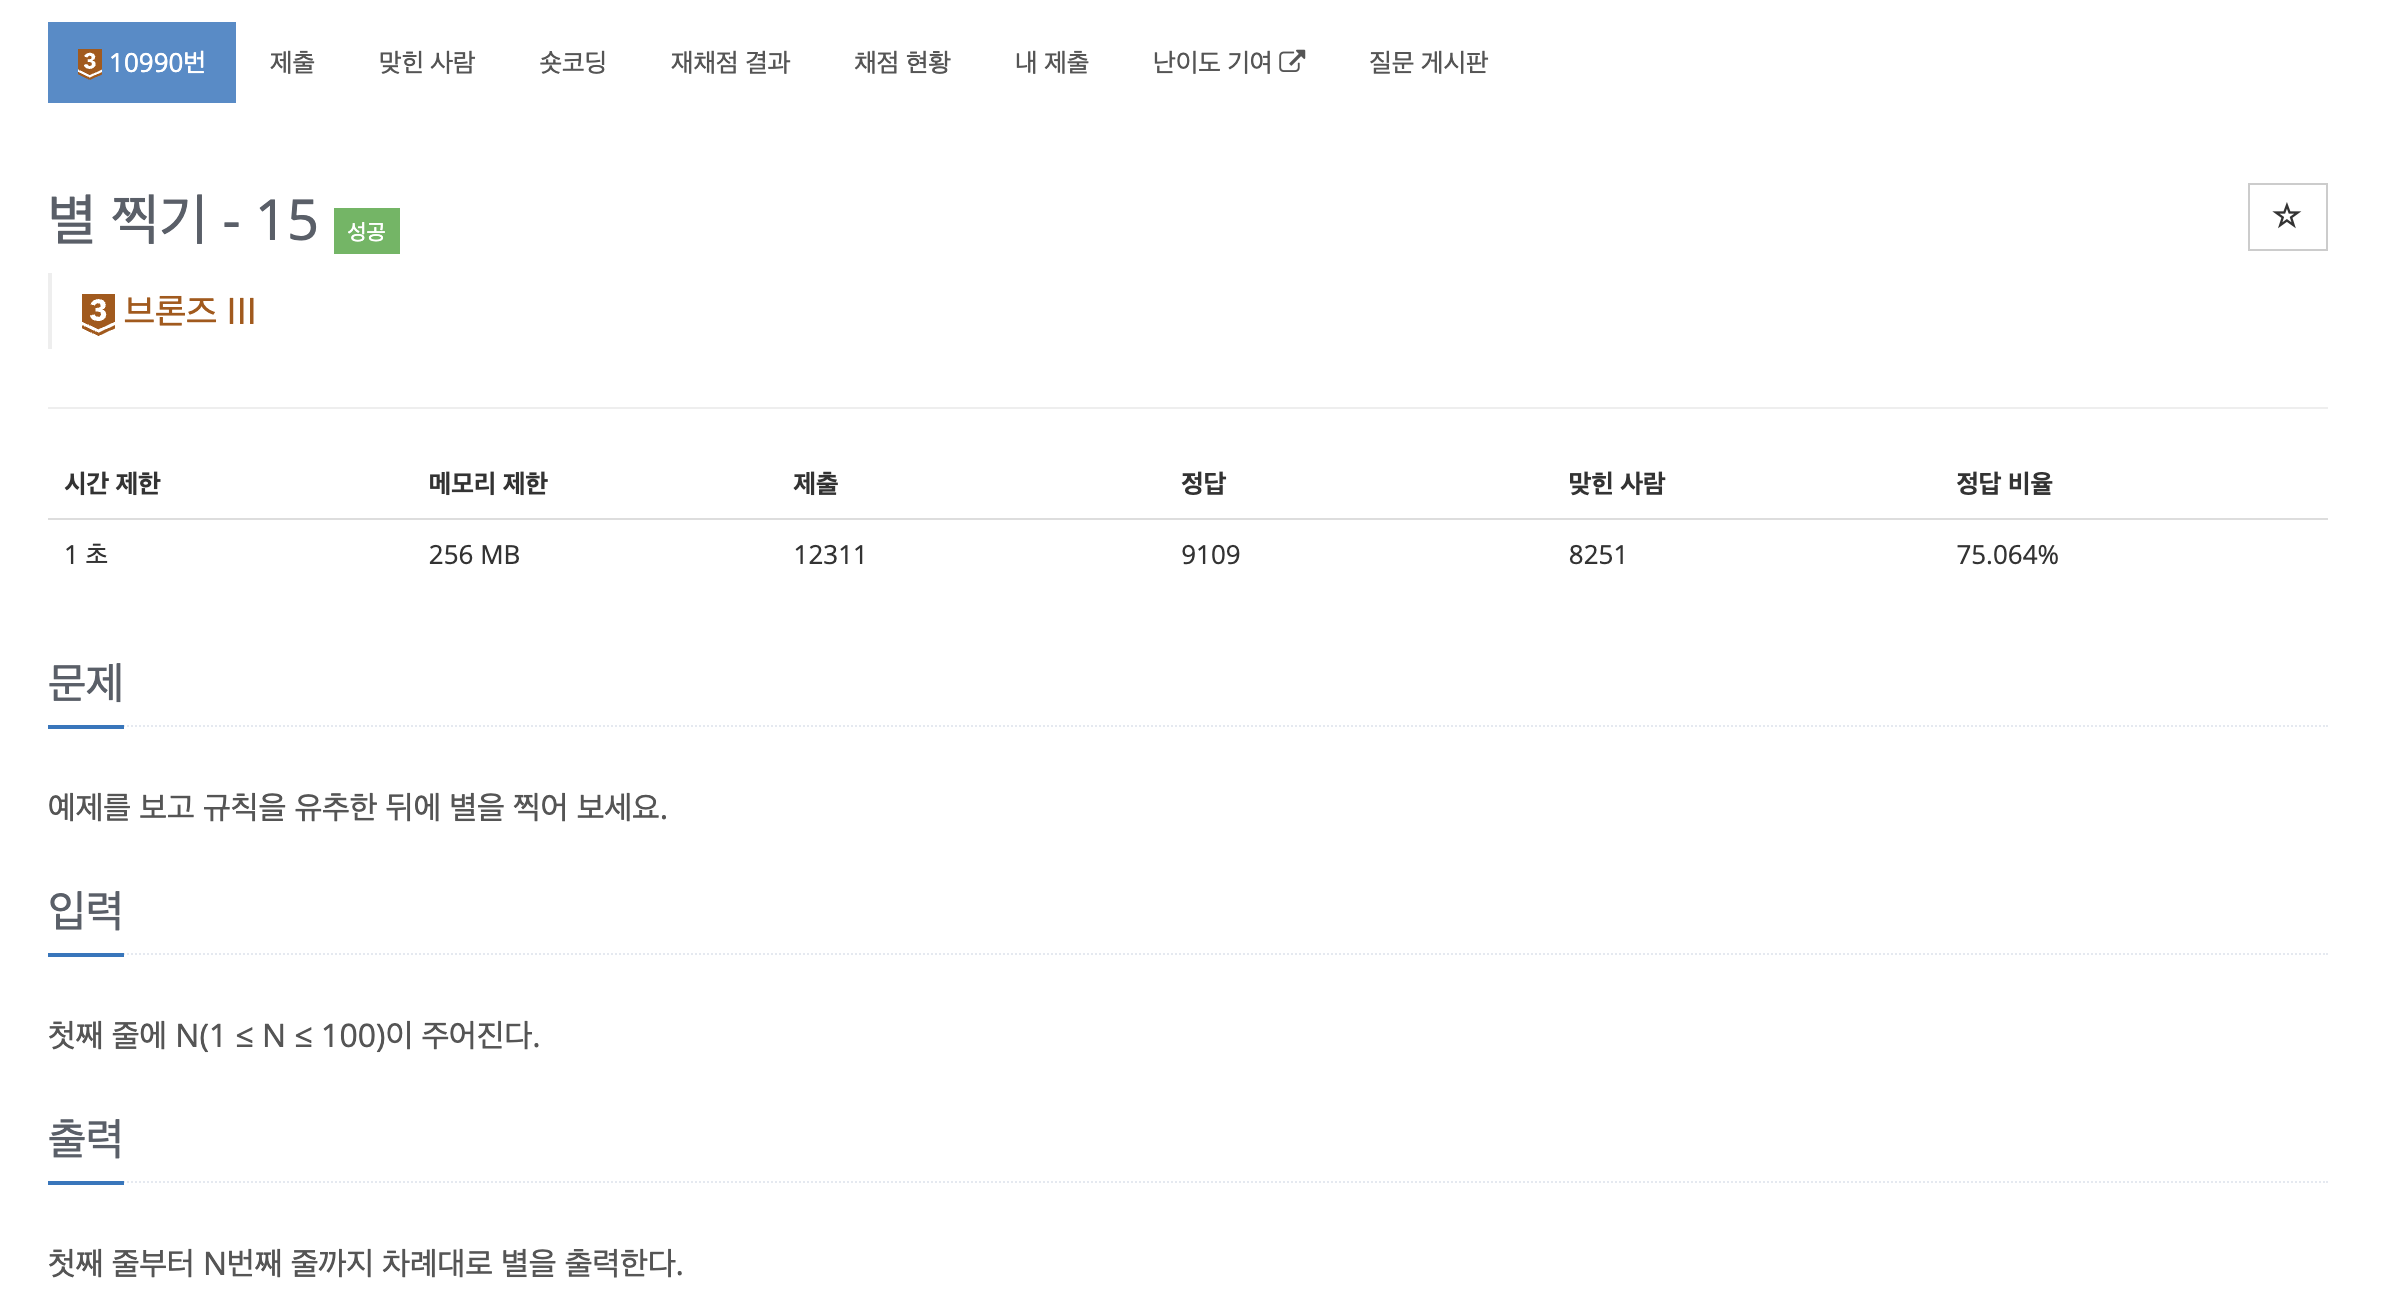 3 10990번 제출 맞힌 사람 숏코딩 재채점 결과 채점 현황 내 제출 난이도 기여 질문 게시판
별 찍기 - 15 성공
3 브론즈 III
시간 제한 메모리 제한 제출 정답 맞힌 사람 정답 비율
1 초 256 MB 12311 9109 8251 75.064%
문제
예제를 보고 규칙을 유추한 뒤에 별을 찍어 보세요.
입력
첫째 줄에 N(1 ≤ N ≤ 100)이 주어진다.
출력
첫째 줄부터 N번째 줄까지 차례대로 별을 출력한다.